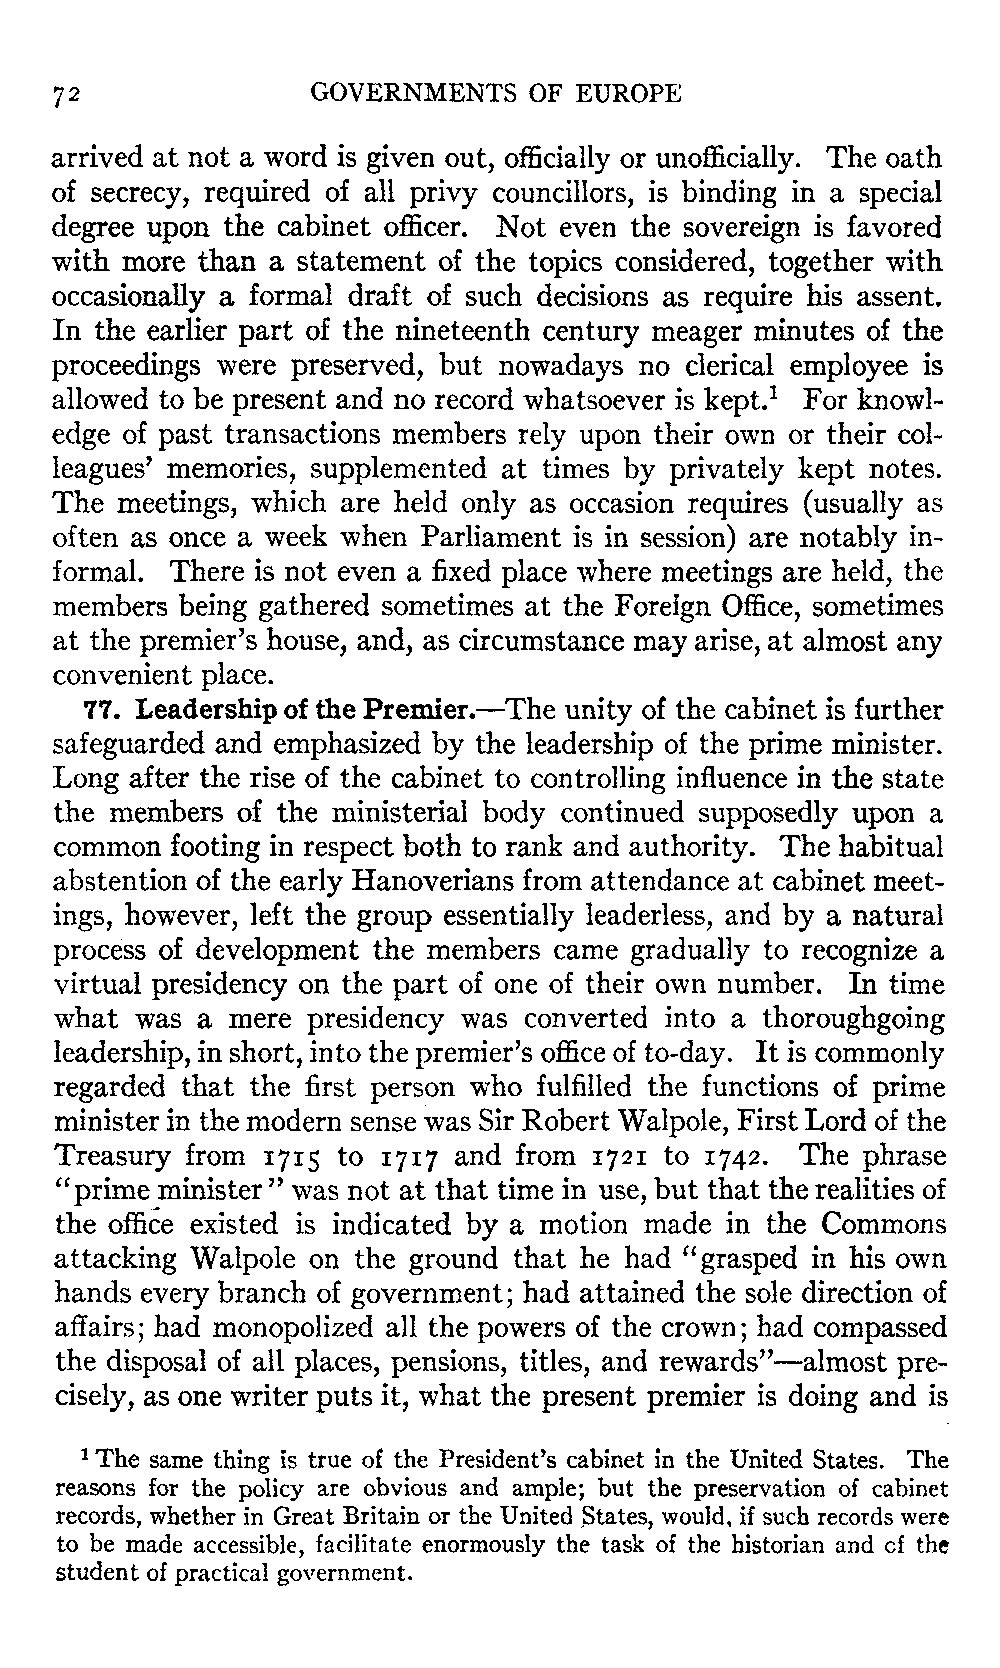 72 GOVERNMENTS OF EUROPE
arrived at not a word is given out, officially or unofficially. The oath
of secrecy, required of all privy councillors, is binding in a special
degree upon the cabinet officer. Not even the sovereign is favored
with more than a statement of the topics considered, together with
occasionally a formal draft of such decisions as require his assent.
In the earlier part of the nineteenth century meager minutes of the
proceedings were preserved, but nowadays no clerical employee is
allowed to be present and no record whatsoever is kept.¹ For knowl-
edge of past transactions members rely upon their own or their col-
leagues’ memories, supplemented at times by privately kept notes.
The meetings, which are held only as occasion requires (usually as
often as once a week when Parliament is in session) are notably in-
formal. There is not even a fixed place where meetings are held, the
members being gathered sometimes at the Foreign Office, sometimes
at the premier’s house, and, as circumstance may arise, at almost any
convenient place.
77. Leadership of the Premier.—The unity of the cabinet is further
safeguarded and emphasized by the leadership of the prime minister.
Long after the rise of the cabinet to controlling influence in the state
the members of the ministerial body continued supposedly upon a
common footing in respect both to rank and authority. The habitual
abstention of the early Hanoverians from attendance at cabinet meet-
ings, however, left the group essentially leaderless, and by a natural
process of development the members came gradually to recognize a
virtual presidency on the part of one of their own number. In time
what was a mere presidency was converted into a thoroughgoing
leadership, in short, into the premier’s office of to-day. It is commonly
regarded that the first person who fulfilled the functions of prime
minister in the modern sense was Sir Robert Walpole, First Lord of the
Treasury from 1715 to 1717 and from 1721 to 1742. The phrase
“prime minister” was not at that time in use, but that the realities of
the office existed is indicated by a motion made in the Commons
attacking Walpole on the ground that he had “grasped in his own
hands every branch of government; had attained the sole direction of
affairs; had monopolized all the powers of the crown; had compassed
the disposal of all places, pensions, titles, and rewards”—almost pre-
cisely, as one writer puts it, what the present premier is doing and is
¹ The same thing is true of the President’s cabinet in the United States. The
reasons for the policy are obvious and ample; but the preservation of cabinet
records, whether in Great Britain or the United States, would, if such records were
to be made accessible, facilitate enormously the task of the historian and of the
student of practical government.